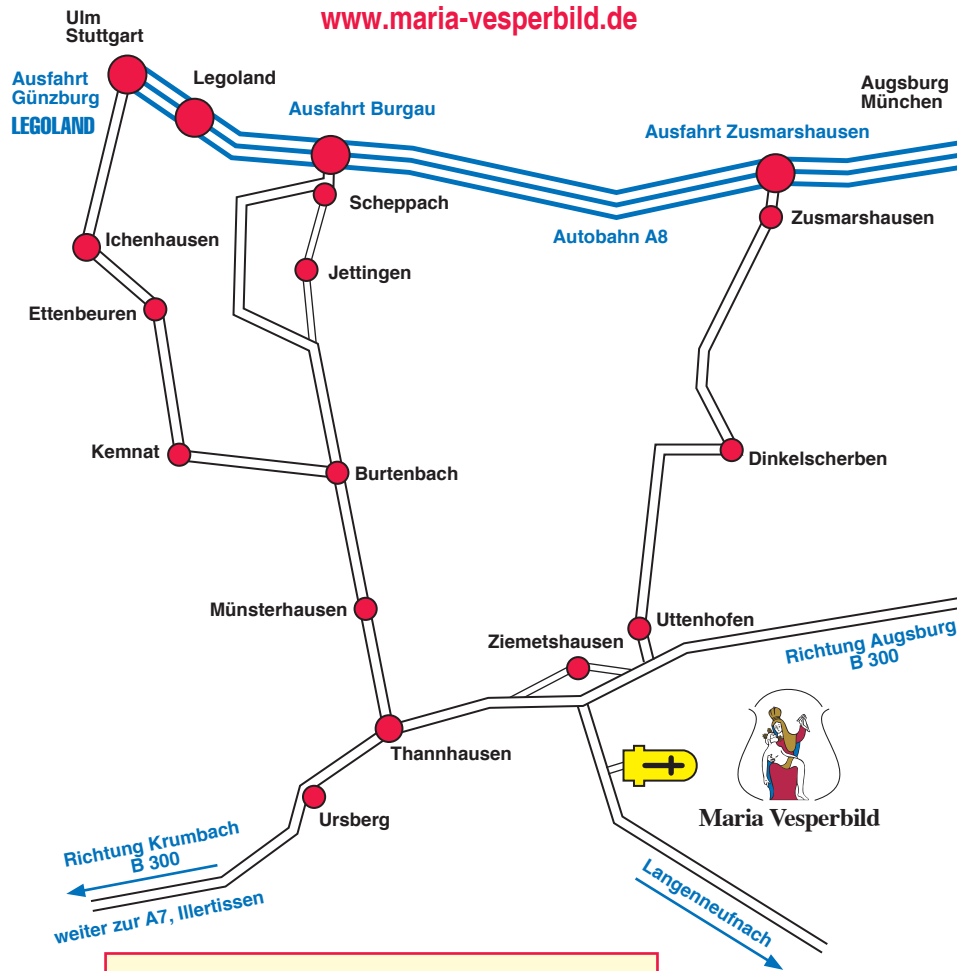 www.maria-vesperbild.de
Ulm
Stuttgart
Ausfahrt
Günzburg
LEGOLAND
Legoland
Ausfahrt Burgau
Augsburg
München
Ausfahrt Zusmarshausen
Scheppach
Zusmarshausen
Autobahn A8
Ichenhausen
Jettingen
Ettenbeuren
Kemnat
Burtenbach
Dinkelscherben
Münsterhausen
Uttenhofen
Ziemetshausen
Richtung Augsburg
B 300
Thannhausen
Maria Vesperbild
Ursberg
Richtung Krumbach
B 300
weiter zur A7, Illertissen
Langenneufnach